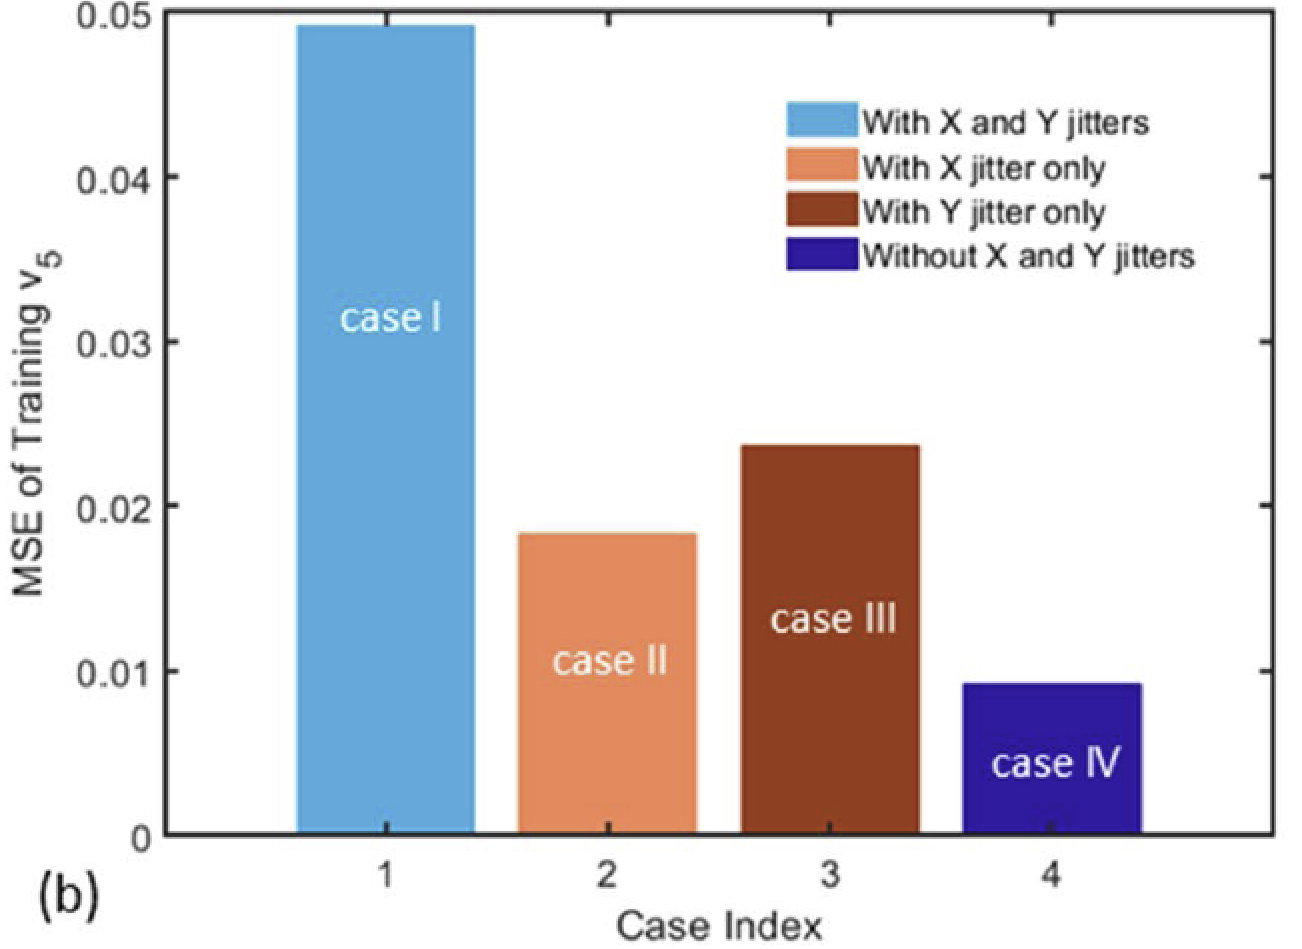 0.05
0.04
0.03
0.02
0.01
0
MSE of Training v5
With X and Y jitters
With X jitter only
With Y jitter only
Without X and Y jitters
case I
case II
case III
case IV
1 2 3 4
Case Index
(b)